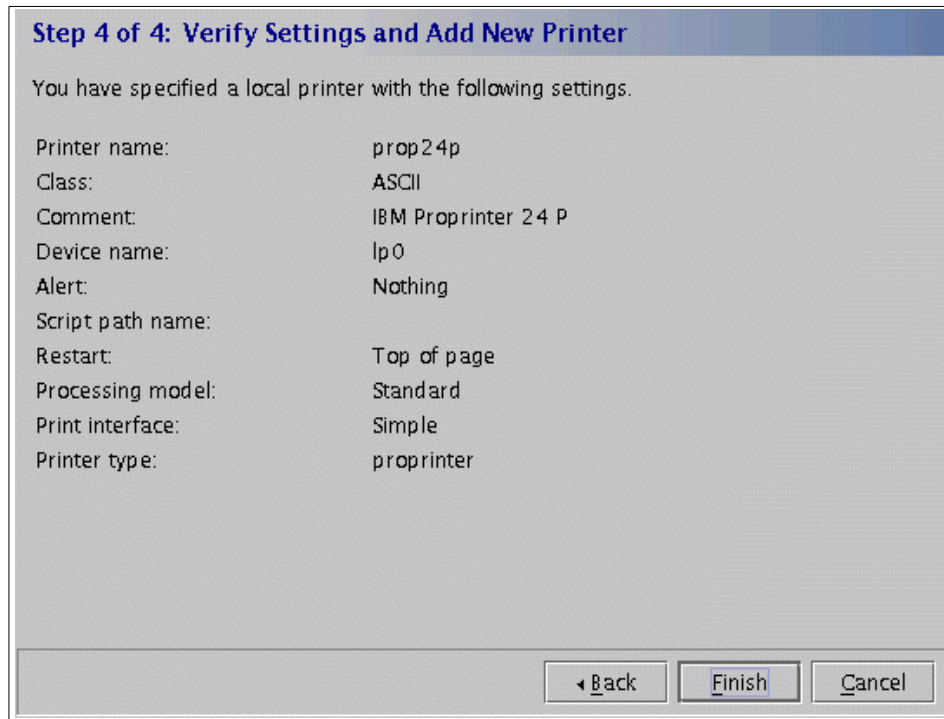 Step 4 of 4: Verify Settings and Add New Printer
You have specified a local printer with the following settings.
Printer name: prop24p
Class: ASCII
Comment: IBM Proprinter 24 P
Device name: lp0
Alert: Nothing
Script path name:
Restart: Top of page
Processing model: Standard
Print interface: Simple
Printer type: proprinter
Back Finish Cancel